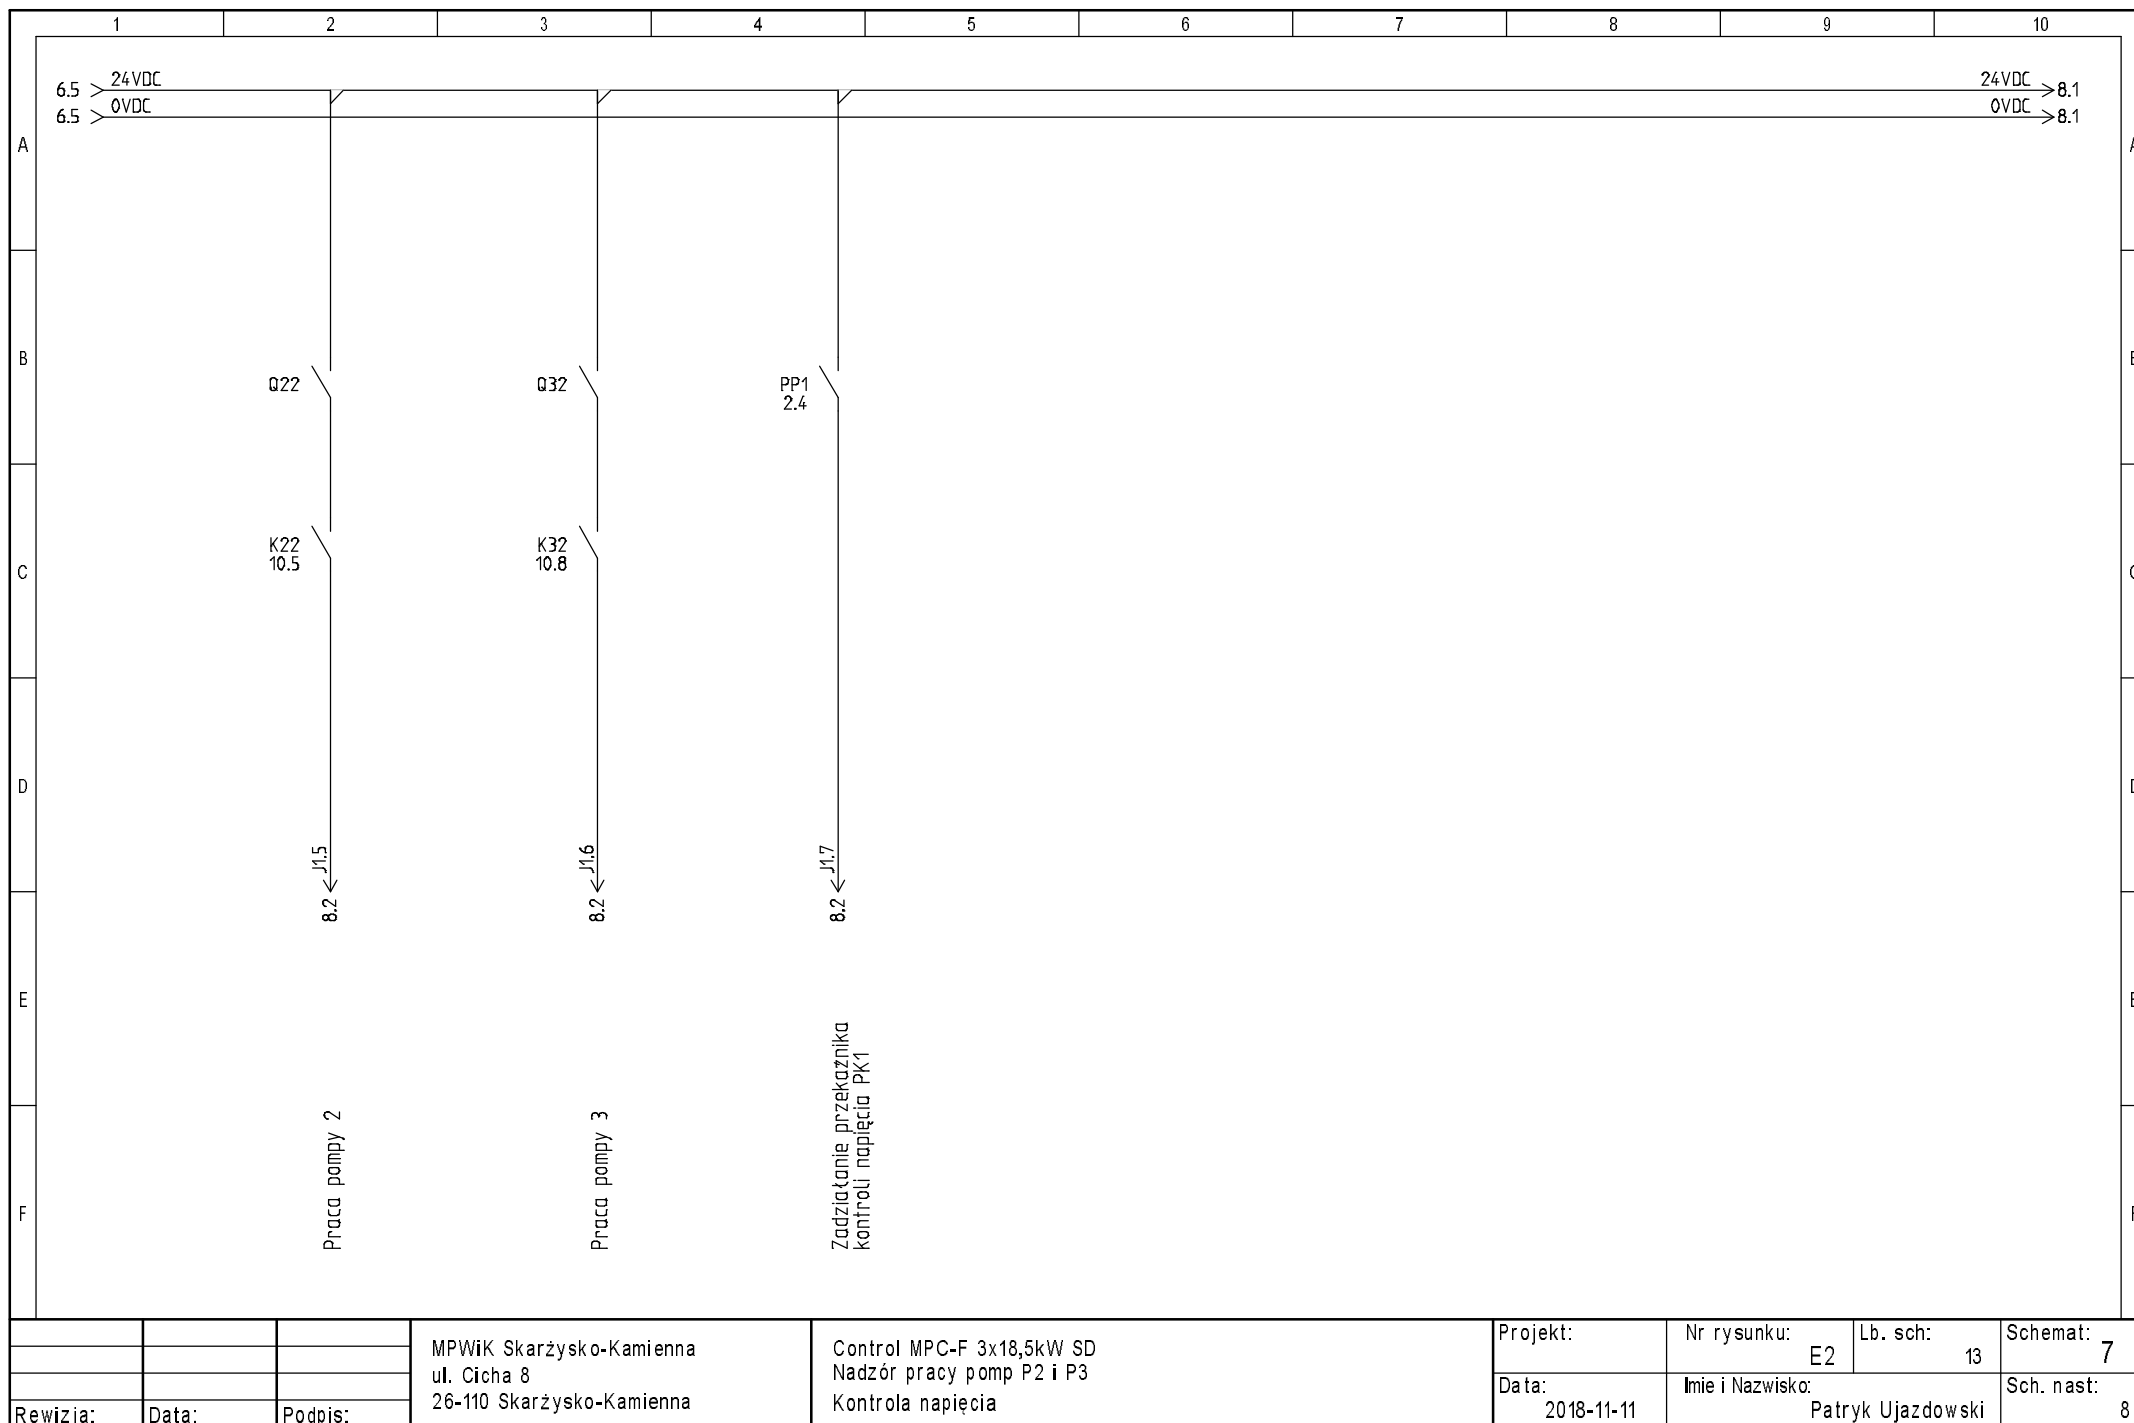 1 2 3 4 5 6 7 8 9 10
6.5 24VDC 24VDC 8.1
6.5 0VDC 0VDC 8.1
A A
B
Q22 Q32 PP1
2.4
K22 K32
10.5 10.8
C
D
J1.5 J1.6 J1.7
8.2 8.2 8.2
E
F
Praca pompy 2
Praca pompy 3
Zadziałanie przekaźnika
kontroli napięcia PK1
Rewizja: Data: Podpis:
MPWiK Skarżysko-Kamienna
ul. Cicha 8
26-110 Skarżysko-Kamienna
Control MPC-F 3x18,5kW SD
Nadzór pracy pomp P2 i P3
Kontrola napięcia
Projekt:
Nr rysunku:
E2
Lb. sch:
13
Schemat:
7
Data:
2018-11-11
Imie i Nazwisko:
Patryk Ujazdowski
Sch. nast:
8